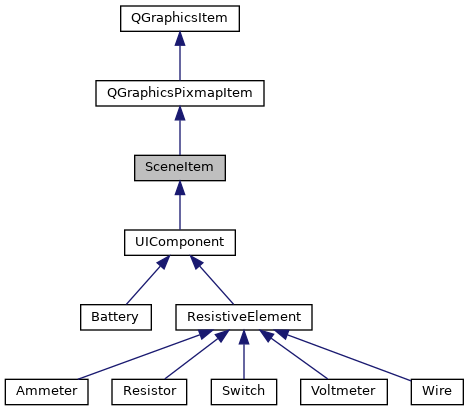 QGraphicsItem
QGraphicsPixmapItem
SceneItem
UIComponent
Battery
ResistiveElement
Ammeter
Resistor
Switch
Voltmeter
Wire